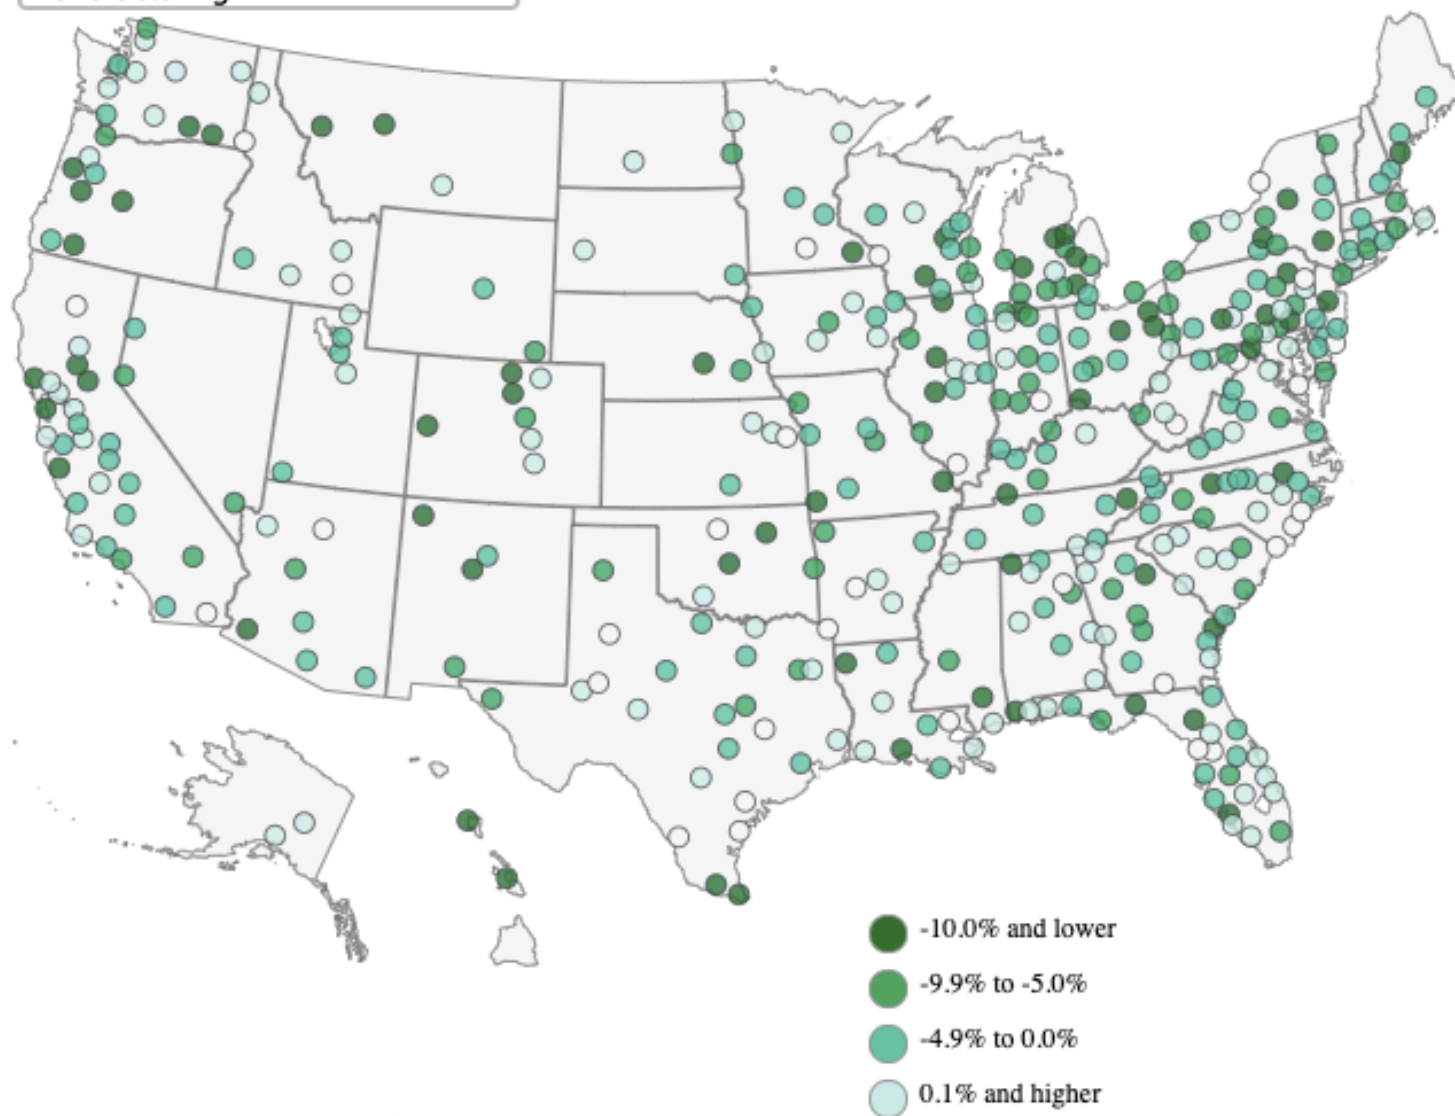 -10.0% and lower
-9.9% to -5.0%
-4.9% to 0.0%
0.1% and higher